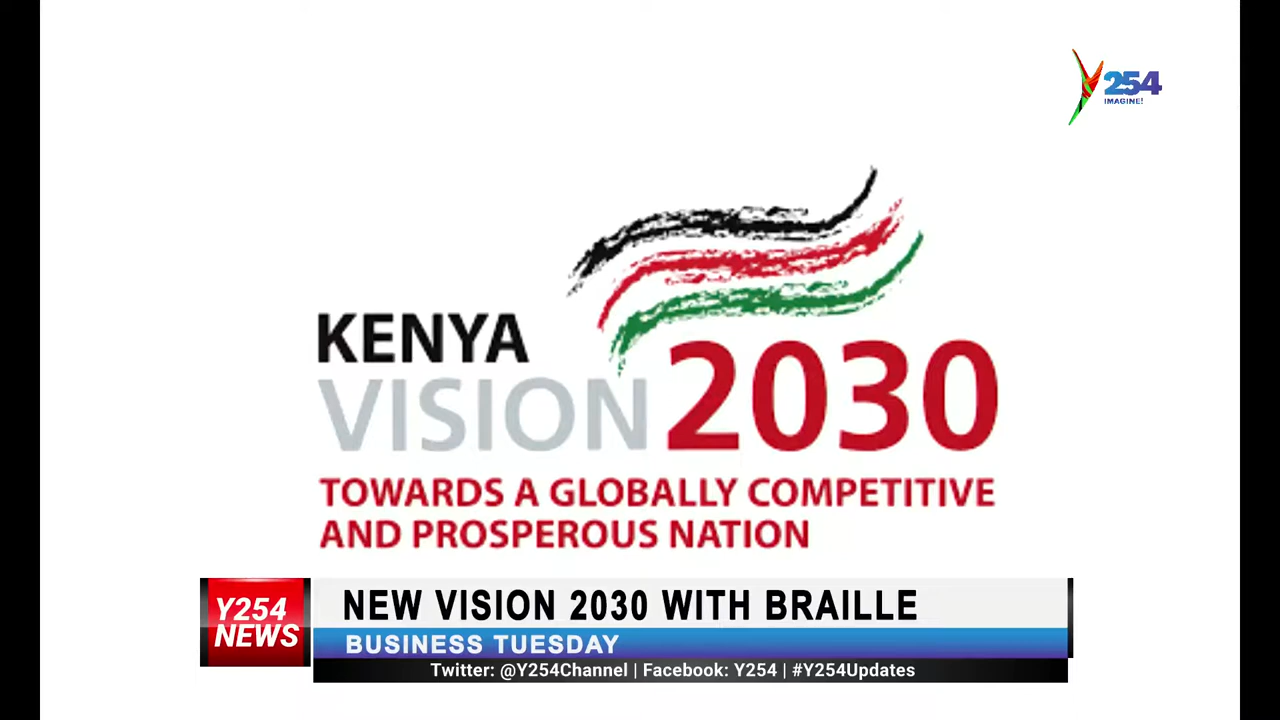 Y254
IMAGINE!
KENYA
VISION 2030
TOWARDS A GLOBALLY COMPETITIVE
AND PROSPEROUS NATION
Y254
NEWS
NEW VISION 2030 WITH BRAILLE
BUSINESS TUESDAY
Twitter: @Y254Channel | Facebook: Y254 | #Y254Updates